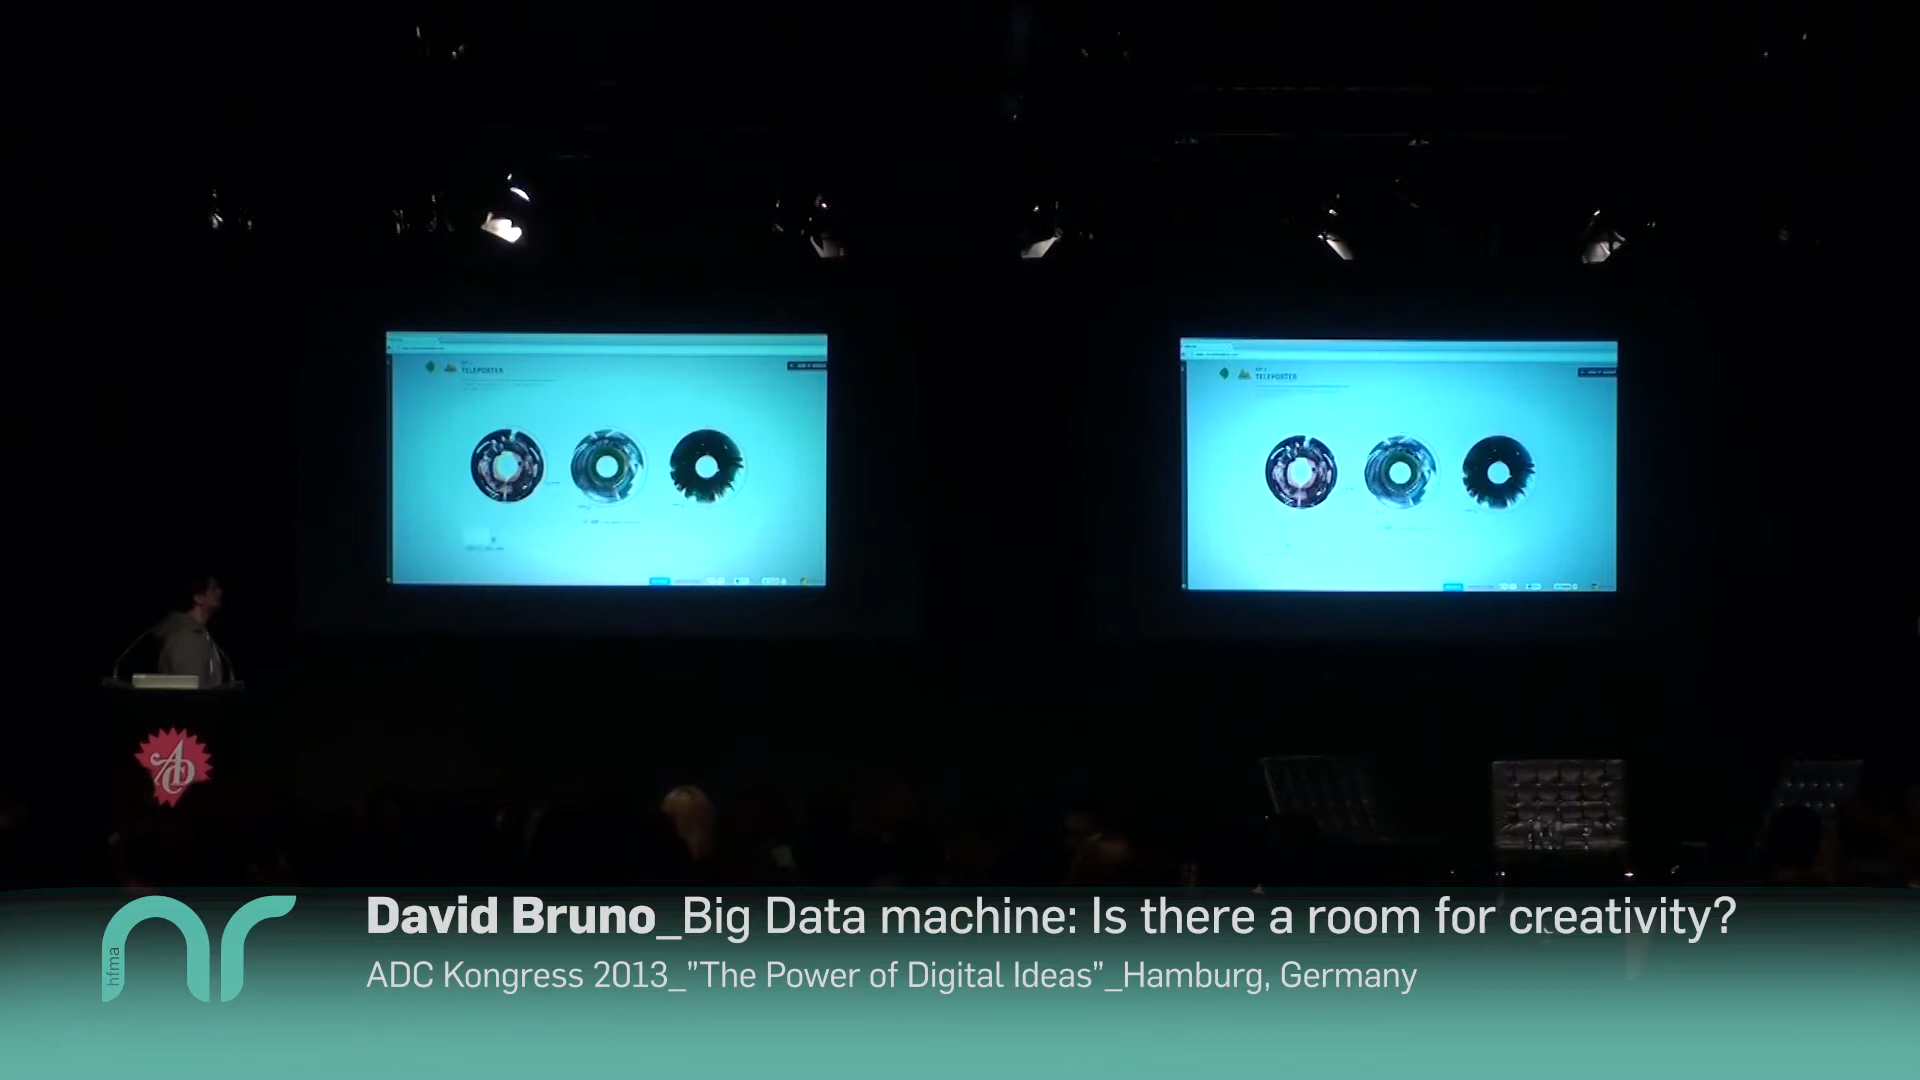 TELEPORTER
TELEPORTER
ADC
hfma
David Bruno_Big Data machine: Is there a room for creativity?
ADC Kongress 2013_"The Power of Digital Ideas"_Hamburg, Germany